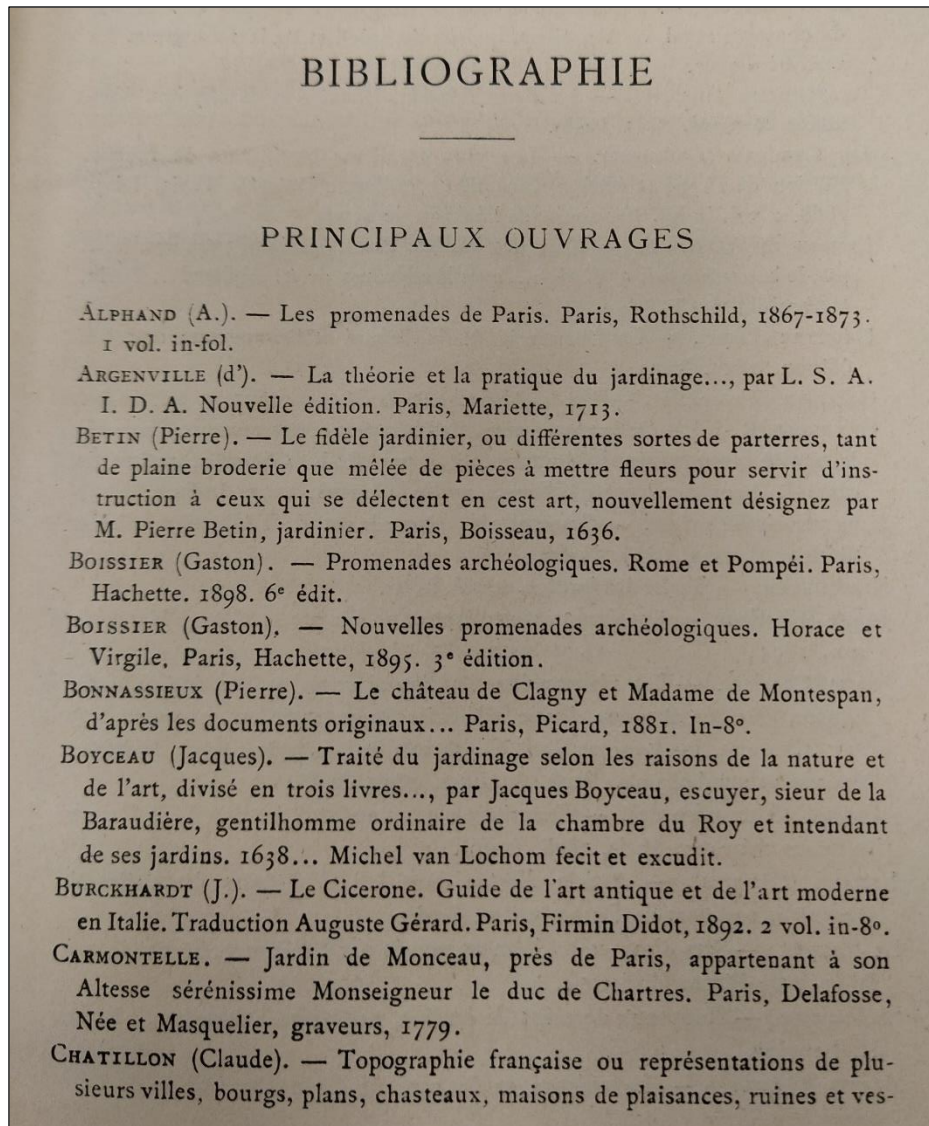 BIBLIOGRAPHIE
PRINCIPAUX OUVRAGES
ALPHAND (A.). — Les promenades de Paris. Paris, Rothschild, 1867-1873.
1 vol. in-fol.
ARGENVILLE (d'). — La théorie et la pratique du jardinage..., par L. S. A.
I. D. A. Nouvelle édition. Paris, Mariette, 1713.
BETIN (Pierre). — Le fidèle jardinier, ou différentes sortes de parterres, tant
de plaine broderie que mêlée de pièces à mettre fleurs pour servir d'ins-
truction à ceux qui se délectent en cest art, nouvellement désignez par
M. Pierre Betin, jardinier. Paris, Boisseau, 1636.
BOISSIER (Gaston). — Promenades archéologiques. Rome et Pompéi. Paris,
Hachette. 1898. 6e édit.
BOISSIER (Gaston). — Nouvelles promenades archéologiques. Horace et
Virgile, Paris, Hachette, 1895. 3e édition.
BONNASSIEUX (Pierre). — Le château de Clagny et Madame de Montespan,
d'après les documents originaux... Paris, Picard, 1881. In-8º.
BOYCEAU (Jacques). — Traité du jardinage selon les raisons de la nature et
de l'art, divisé en trois livres..., par Jacques Boyceau, escuyer, sieur de la
Baraudière, gentilhomme ordinaire de la chambre du Roy et intendant
de ses jardins. 1638... Michel van Lochom fecit et excudit.
BURCKHARDT (J.). — Le Cicerone. Guide de l'art antique et de l'art moderne
en Italie. Traduction Auguste Gérard. Paris, Firmin Didot, 1892. 2 vol. in-8º.
CARMONTELLE. — Jardin de Monceau, près de Paris, appartenant à son
Altesse sérénissime Monseigneur le duc de Chartres. Paris, Delafosse,
Née et Masquelier, graveurs, 1779.
CHATILLON (Claude). — Topographie française ou représentations de plu-
sieurs villes, bourgs, plans, chasteaux, maisons de plaisances, ruines et ves-